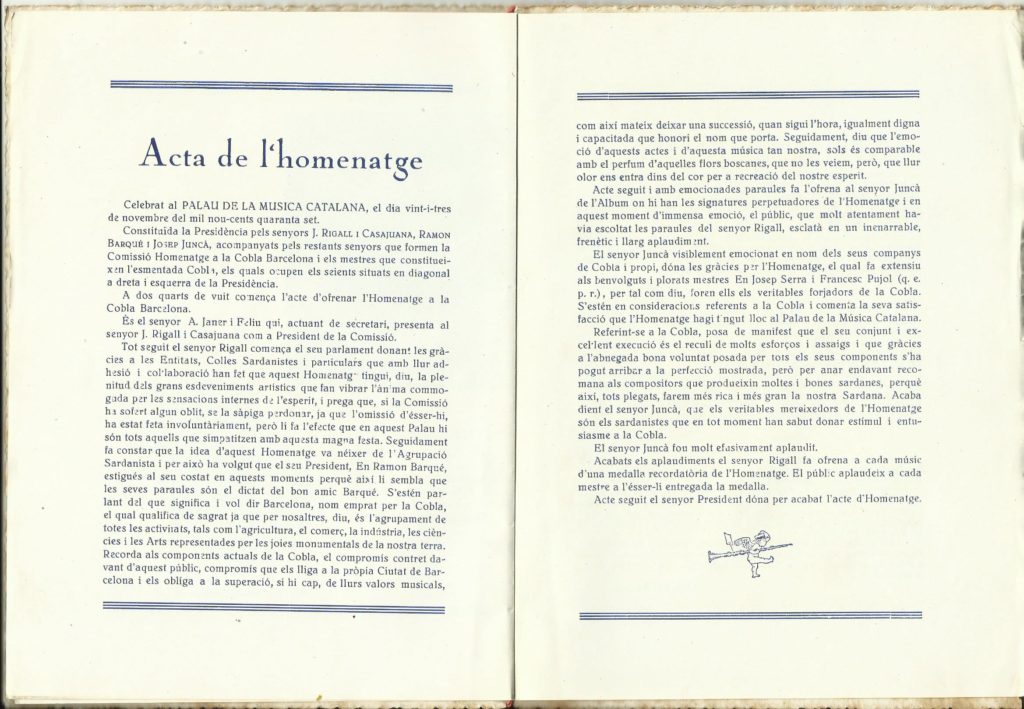 Acta de l'homenatge
Celebrat al PALAU DE LA MUSICA CATALANA, el dia vint-i-tres
de novembre del mil nou-cents quaranta set.
Constituïda la Presidència pels senyors J. RIGALL I CASAJUANA, RAMON
BARQUÉ I JOSEP JUNCÀ, acompanyats pels restants senyors que formen la
Comissió Homenatge a la Cobla Barcelona i els mestres que constituei-
xen l'esmentada Cobla, els quals ocupen els seients situats en diagonal
a dreta i esquerra de la Presidència.
A dos quarts de vuit comença l'acte d'ofrenar l'Homenatge a la
Cobla Barcelona.
És el senyor A. Janer i Feliu qui, actuant de secretari, presenta al
senyor J. Rigall i Casajuana com a President de la Comissió.
Tot seguit el senyor Rigall comença el seu parlament donant les grà-
cies a les Entitats, Colles Sardanistes i particulars que amb llur ad-
hesió i col·laboració han fet que aquest Homenatge tingui, diu, la ple-
nitud dels grans esdeveniments artístics que fan vibrar l'ànima commo-
guda per les sensacions internes de l'esperit, i prega que, si la Comissió
ha sofert algun oblit, se la sàpiga perdonar, ja que l'omissió d'ésser-hi,
ha estat feta involuntàriament, però li fa l'efecte que en aquest Palau hi
són tots aquells que simpatitzen amb aquesta magna festa. Seguidament
fa constar que la idea d'aquest Homenatge va néixer de l'Agrupació
Sardanista i per això ha volgut que el seu President, En Ramon Barqué,
estigués al seu costat en aquests moments perquè així li sembla que
les seves paraules són el dictat del bon amic Barqué. S'estén par-
lant del que significa i vol dir Barcelona, nom emprat per la Cobla,
el qual qualifica de sagrat ja que per nosaltres, diu, és l'agrupament de
totes les activitats, tals com l'agricultura, el comerç, la indústria, les cièn-
cies i les Arts representades per les joies monumentals de la nostra terra.
Recorda als components actuals de la Cobla, el compromís contret da-
vant d'aquest públic, compromís que els lliga a la pròpia Ciutat de Bar-
celona i els obliga a la superació, si hi cap, de llurs valors musicals,
com així mateix deixar una successió, quan sigui l'hora, igualment digna
i capacitada que honori el nom que porta. Seguidament, diu que l'emo-
ció d'aquests actes i d'aquesta música tan nostra, sols és comparable
amb el perfum d'aquelles flors boscanes, que no les veiem, però, que llur
olor ens entra dins del cor per a recreació del nostre esperit.
Acte seguit i amb emocionades paraules fa l'ofrena al senyor Juncà
de l'Album on hi han les signatures perpetuadores de l'Homenatge i en
aquest moment d'immensa emoció, el públic, que molt atentament ha-
via escoltat les paraules del senyor Rigall, esclatà en un inenarrable,
frenètic i llarg aplaudiment.
El senyor Juncà visiblement emocionat en nom dels seus companys
de Cobla i propi, dóna les gràcies per l'Homenatge, el qual fa extensiu
als benvolguts i plorats mestres En Josep Serra i Francesc Pujol (q. e.
p. r.), per tal com diu, foren ells els veritables forjadors de la Cobla.
S'estén en consideracions referents a la Cobla i comenta la seva satis-
facció que l'Homenatge hagi tingut lloc al Palau de la Música Catalana.
Referint-se a la Cobla, posa de manifest que el seu conjunt i ex-
cel·lent execució és el recull de molts esforços i assaigs i que gràcies
a l'abnegada bona voluntat posada per tots els seus components s'ha
pogut arribar a la perfecció mostrada, però per anar endavant reco-
mana als compositors que produeixin moltes i bones sardanes, perquè
així, tots plegats, farem més rica i més gran la nostra Sardana. Acaba
dient el senyor Juncà, que els veritables mereixedors de l'Homenatge
són els sardanistes que en tot moment han sabut donar estímul i entu-
siasme a la Cobla.
El senyor Juncà fou molt efusivament aplaudit.
Acabats els aplaudiments el senyor Rigall fa ofrena a cada músic
d'una medalla recordatòria de l'Homenatge. El públic aplaudeix a cada
mestre a l'ésser-li entregada la medalla.
Acte seguit el senyor President dóna per acabat l'acte d'Homenatge.